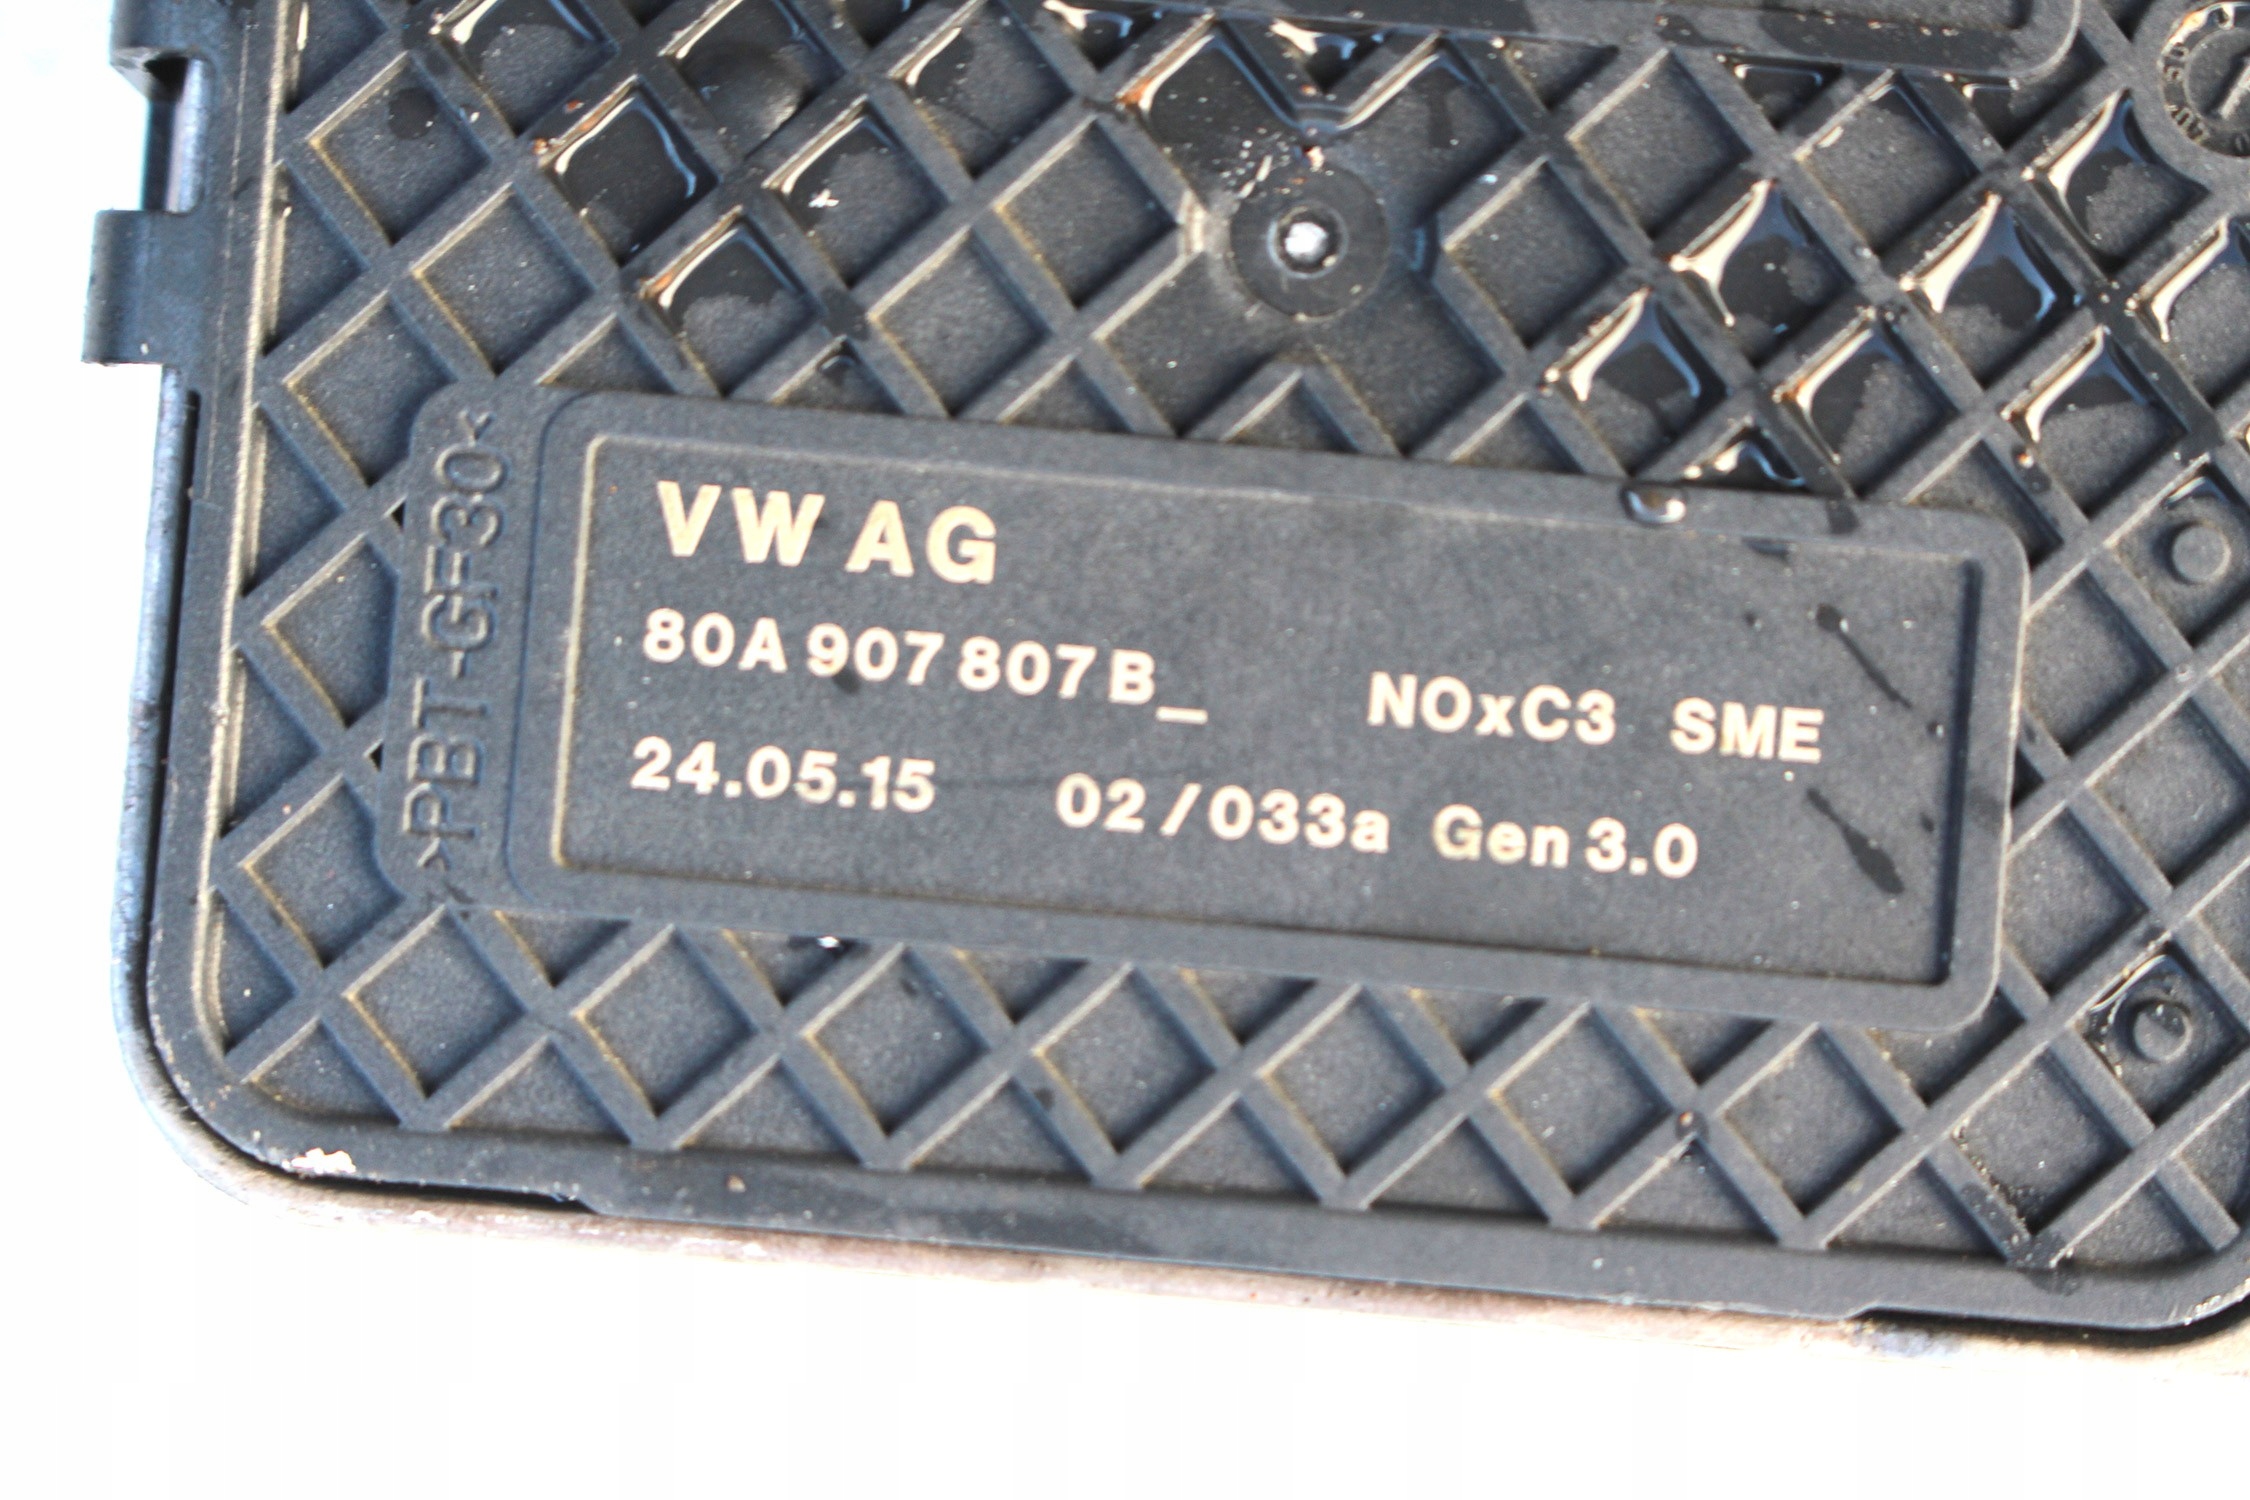 VW AG
80A 907 807 B_ NOxC3 SME
24.05.15 02/033a Gen 3.0
>PBT-GF30<